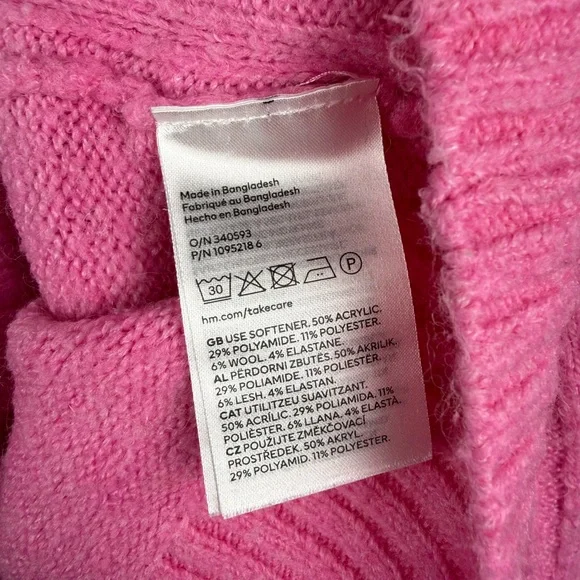 Made in Bangladesh
Fabriqué au Bangladesh
Hecho en Bangladesh
O/N 340593
P/N 1095218 6
30 P
hm.com/takecare
GB USE SOFTENER. 50% ACRYLIC.
29% POLYAMIDE. 11% POLYESTER.
6% WOOL. 4% ELASTANE.
AL PËRDORNI ZBUTËS. 50% AKRILIK.
29% POLIAMIDE. 11% POLIESTËR.
6% LESH. 4% ELASTAN.
CAT UTILITZEU SUAVITZANT.
50% ACRÍLIC. 29% POLIAMIDA. 11%
POLIÈSTER. 6% LLANA. 4% ELASTÀ.
CZ POUŽIJTE ZMĚKČOVACÍ
PROSTŘEDEK. 50% AKRYL.
29% POLYAMID. 11% POLYESTER.